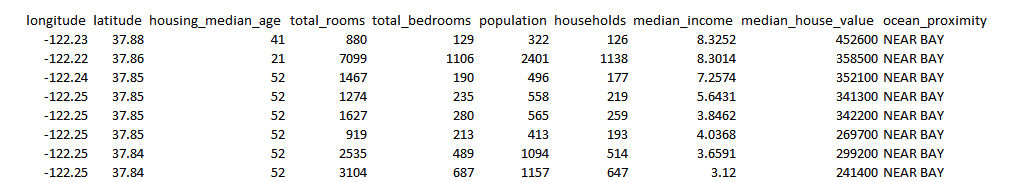 longitude latitude housing_median_age total_rooms total_bedrooms population households median_income median_house_value ocean_proximity
-122.23 37.88 41 880 129 322 126 8.3252 452600 NEAR BAY
-122.22 37.86 21 7099 1106 2401 1138 8.3014 358500 NEAR BAY
-122.24 37.85 52 1467 190 496 177 7.2574 352100 NEAR BAY
-122.25 37.85 52 1274 235 558 219 5.6431 341300 NEAR BAY
-122.25 37.85 52 1627 280 565 259 3.8462 342200 NEAR BAY
-122.25 37.85 52 919 213 413 193 4.0368 269700 NEAR BAY
-122.25 37.84 52 2535 489 1094 514 3.6591 299200 NEAR BAY
-122.25 37.84 52 3104 687 1157 647 3.12 241400 NEAR BAY